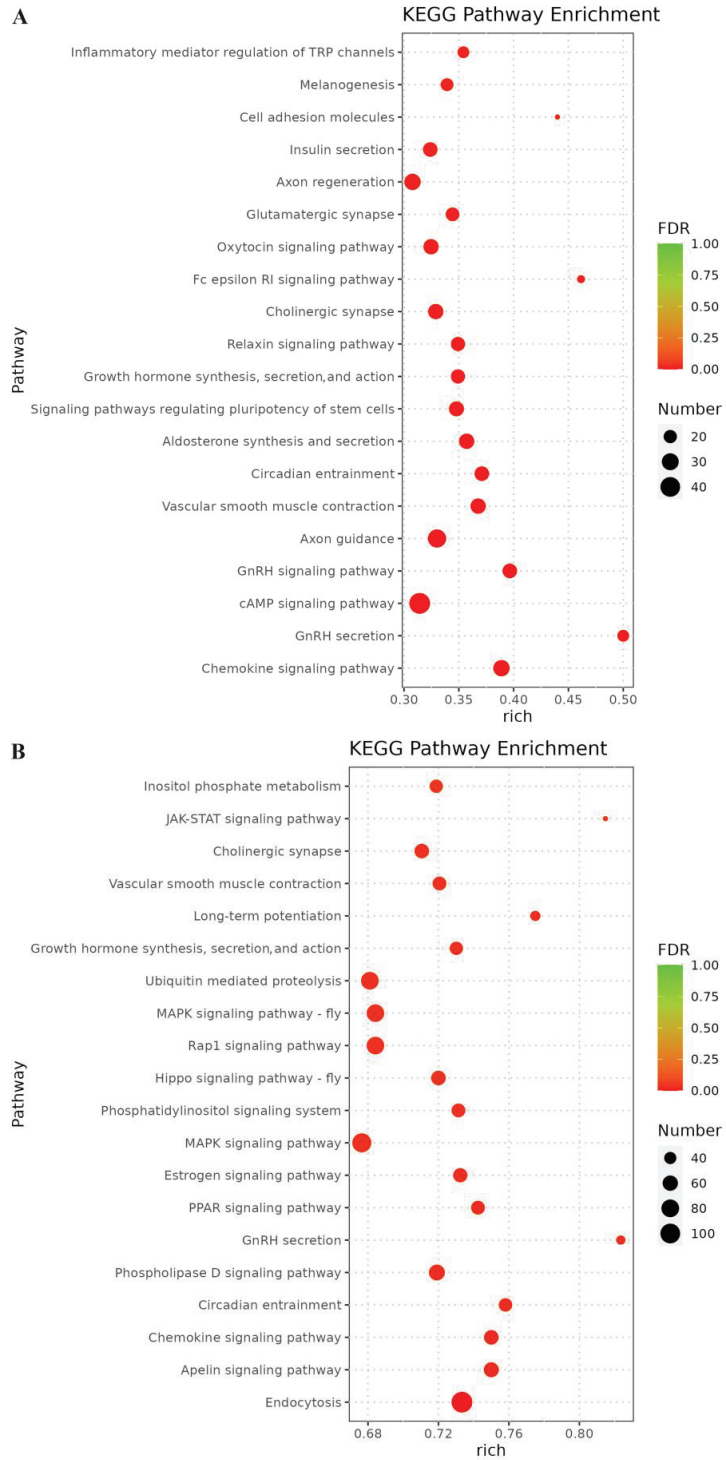 A
KEGG Pathway Enrichment
Inflammatory mediator regulation of TRP channels
Melanogenesis
Cell adhesion molecules
Insulin secretion
Axon regeneration
Glutamatergic synapse
Oxytocin signaling pathway
Fc epsilon RI signaling pathway
Cholinergic synapse
Relaxin signaling pathway
Growth hormone synthesis, secretion,and action
Signaling pathways regulating pluripotency of stem cells
Aldosterone synthesis and secretion
Circadian entrainment
Vascular smooth muscle contraction
Axon guidance
GnRH signaling pathway
cAMP signaling pathway
GnRH secretion
Chemokine signaling pathway
Pathway
0.30 0.35 0.40 0.45 0.50
rich
FDR
1.00
0.75
0.50
0.25
0.00
Number
20
30
40
B
KEGG Pathway Enrichment
Inositol phosphate metabolism
JAK-STAT signaling pathway
Cholinergic synapse
Vascular smooth muscle contraction
Long-term potentiation
Growth hormone synthesis, secretion,and action
Ubiquitin mediated proteolysis
MAPK signaling pathway - fly
Rap1 signaling pathway
Hippo signaling pathway - fly
Phosphatidylinositol signaling system
MAPK signaling pathway
Estrogen signaling pathway
PPAR signaling pathway
GnRH secretion
Phospholipase D signaling pathway
Circadian entrainment
Chemokine signaling pathway
Apelin signaling pathway
Endocytosis
Pathway
0.68 0.72 0.76 0.80
rich
FDR
1.00
0.75
0.50
0.25
0.00
Number
40
60
80
100